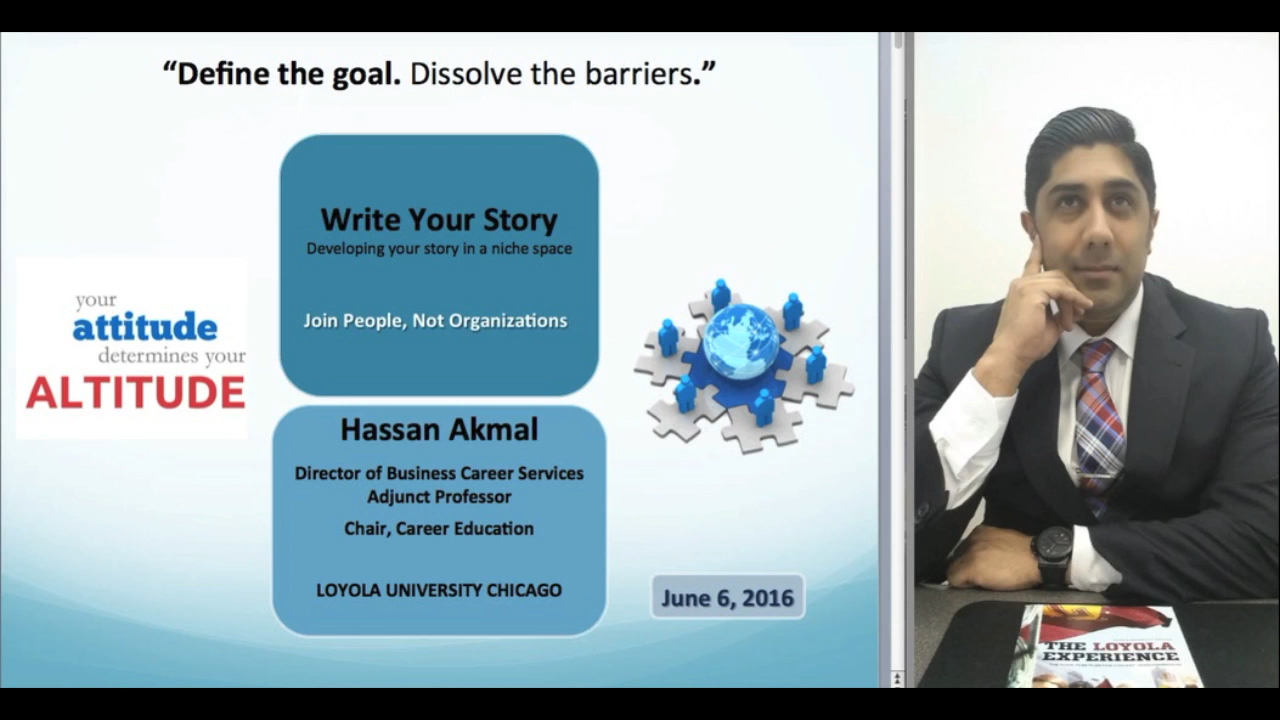 “Define the goal. Dissolve the barriers.”
Write Your Story
Developing your story in a niche space
Join People, Not Organizations
your
attitude
determines your
ALTITUDE
Hassan Akmal
Director of Business Career Services
Adjunct Professor
Chair, Career Education
LOYOLA UNIVERSITY CHICAGO
June 6, 2016
THE LOYOLA
EXPERIENCE